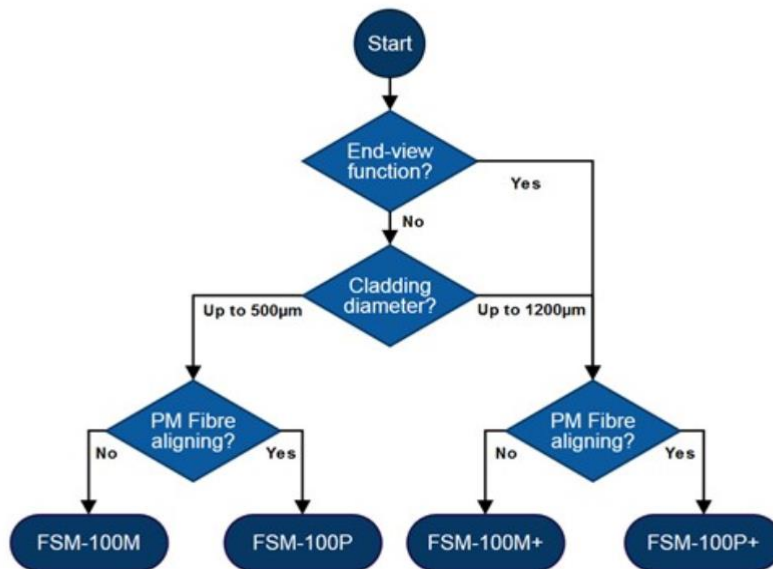 Start
End-view
function?
Yes
No
Cladding
diameter?
Up to 500µm
Up to 1200µm
PM Fibre
aligning?
PM Fibre
aligning?
No
Yes
No
Yes
FSM-100M
FSM-100P
FSM-100M+
FSM-100P+